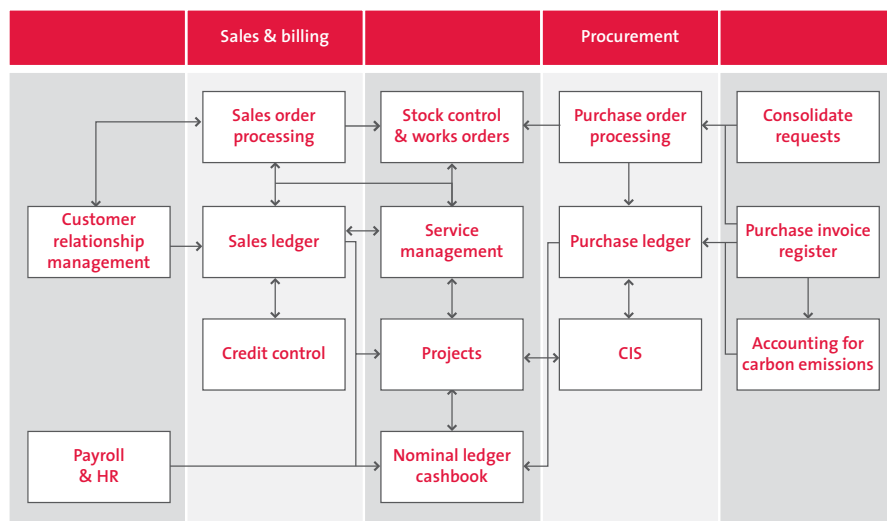 Sales & billing
Procurement
Sales order
processing
Stock control
& works orders
Purchase order
processing
Consolidate
requests
Customer
relationship
management
Sales ledger
Service
management
Purchase ledger
Purchase invoice
register
Credit control
Projects
CIS
Accounting for
carbon emissions
Payroll
& HR
Nominal ledger
cashbook